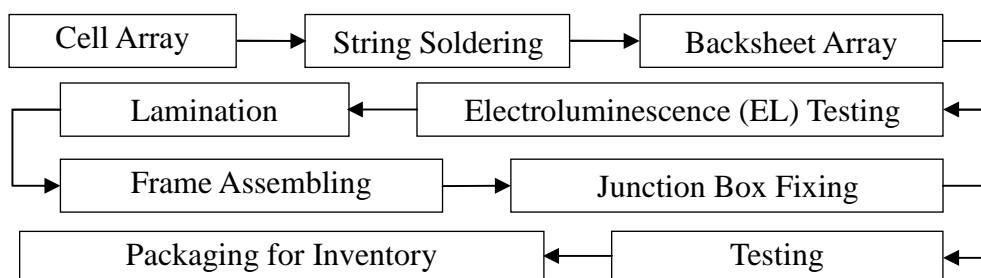 Cell Array
String Soldering
Backsheet Array
Electroluminescence (EL) Testing
Lamination
Frame Assembling
Junction Box Fixing
Testing
Packaging for Inventory